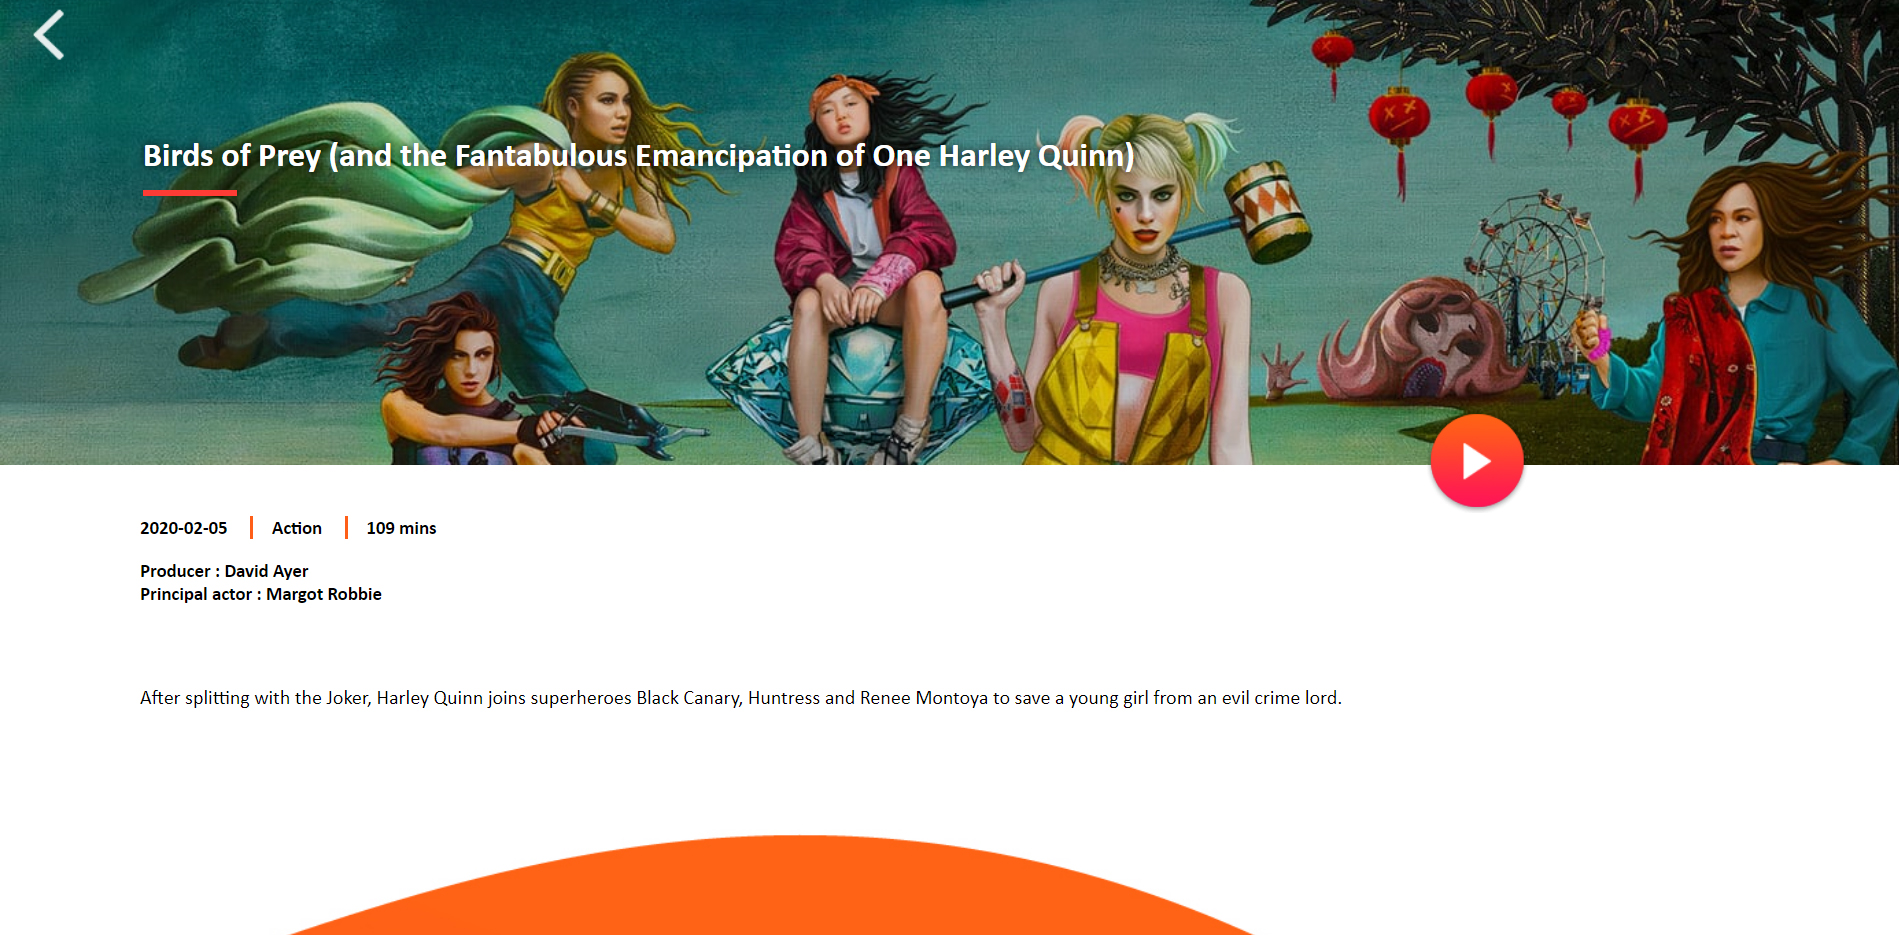 Birds of Prey (and the Fantabulous Emancipation of One Harley Quinn)
2020-02-05 Action 109 mins
Producer : David Ayer
Principal actor : Margot Robbie
After splitting with the Joker, Harley Quinn joins superheroes Black Canary, Huntress and Renee Montoya to save a young girl from an evil crime lord.